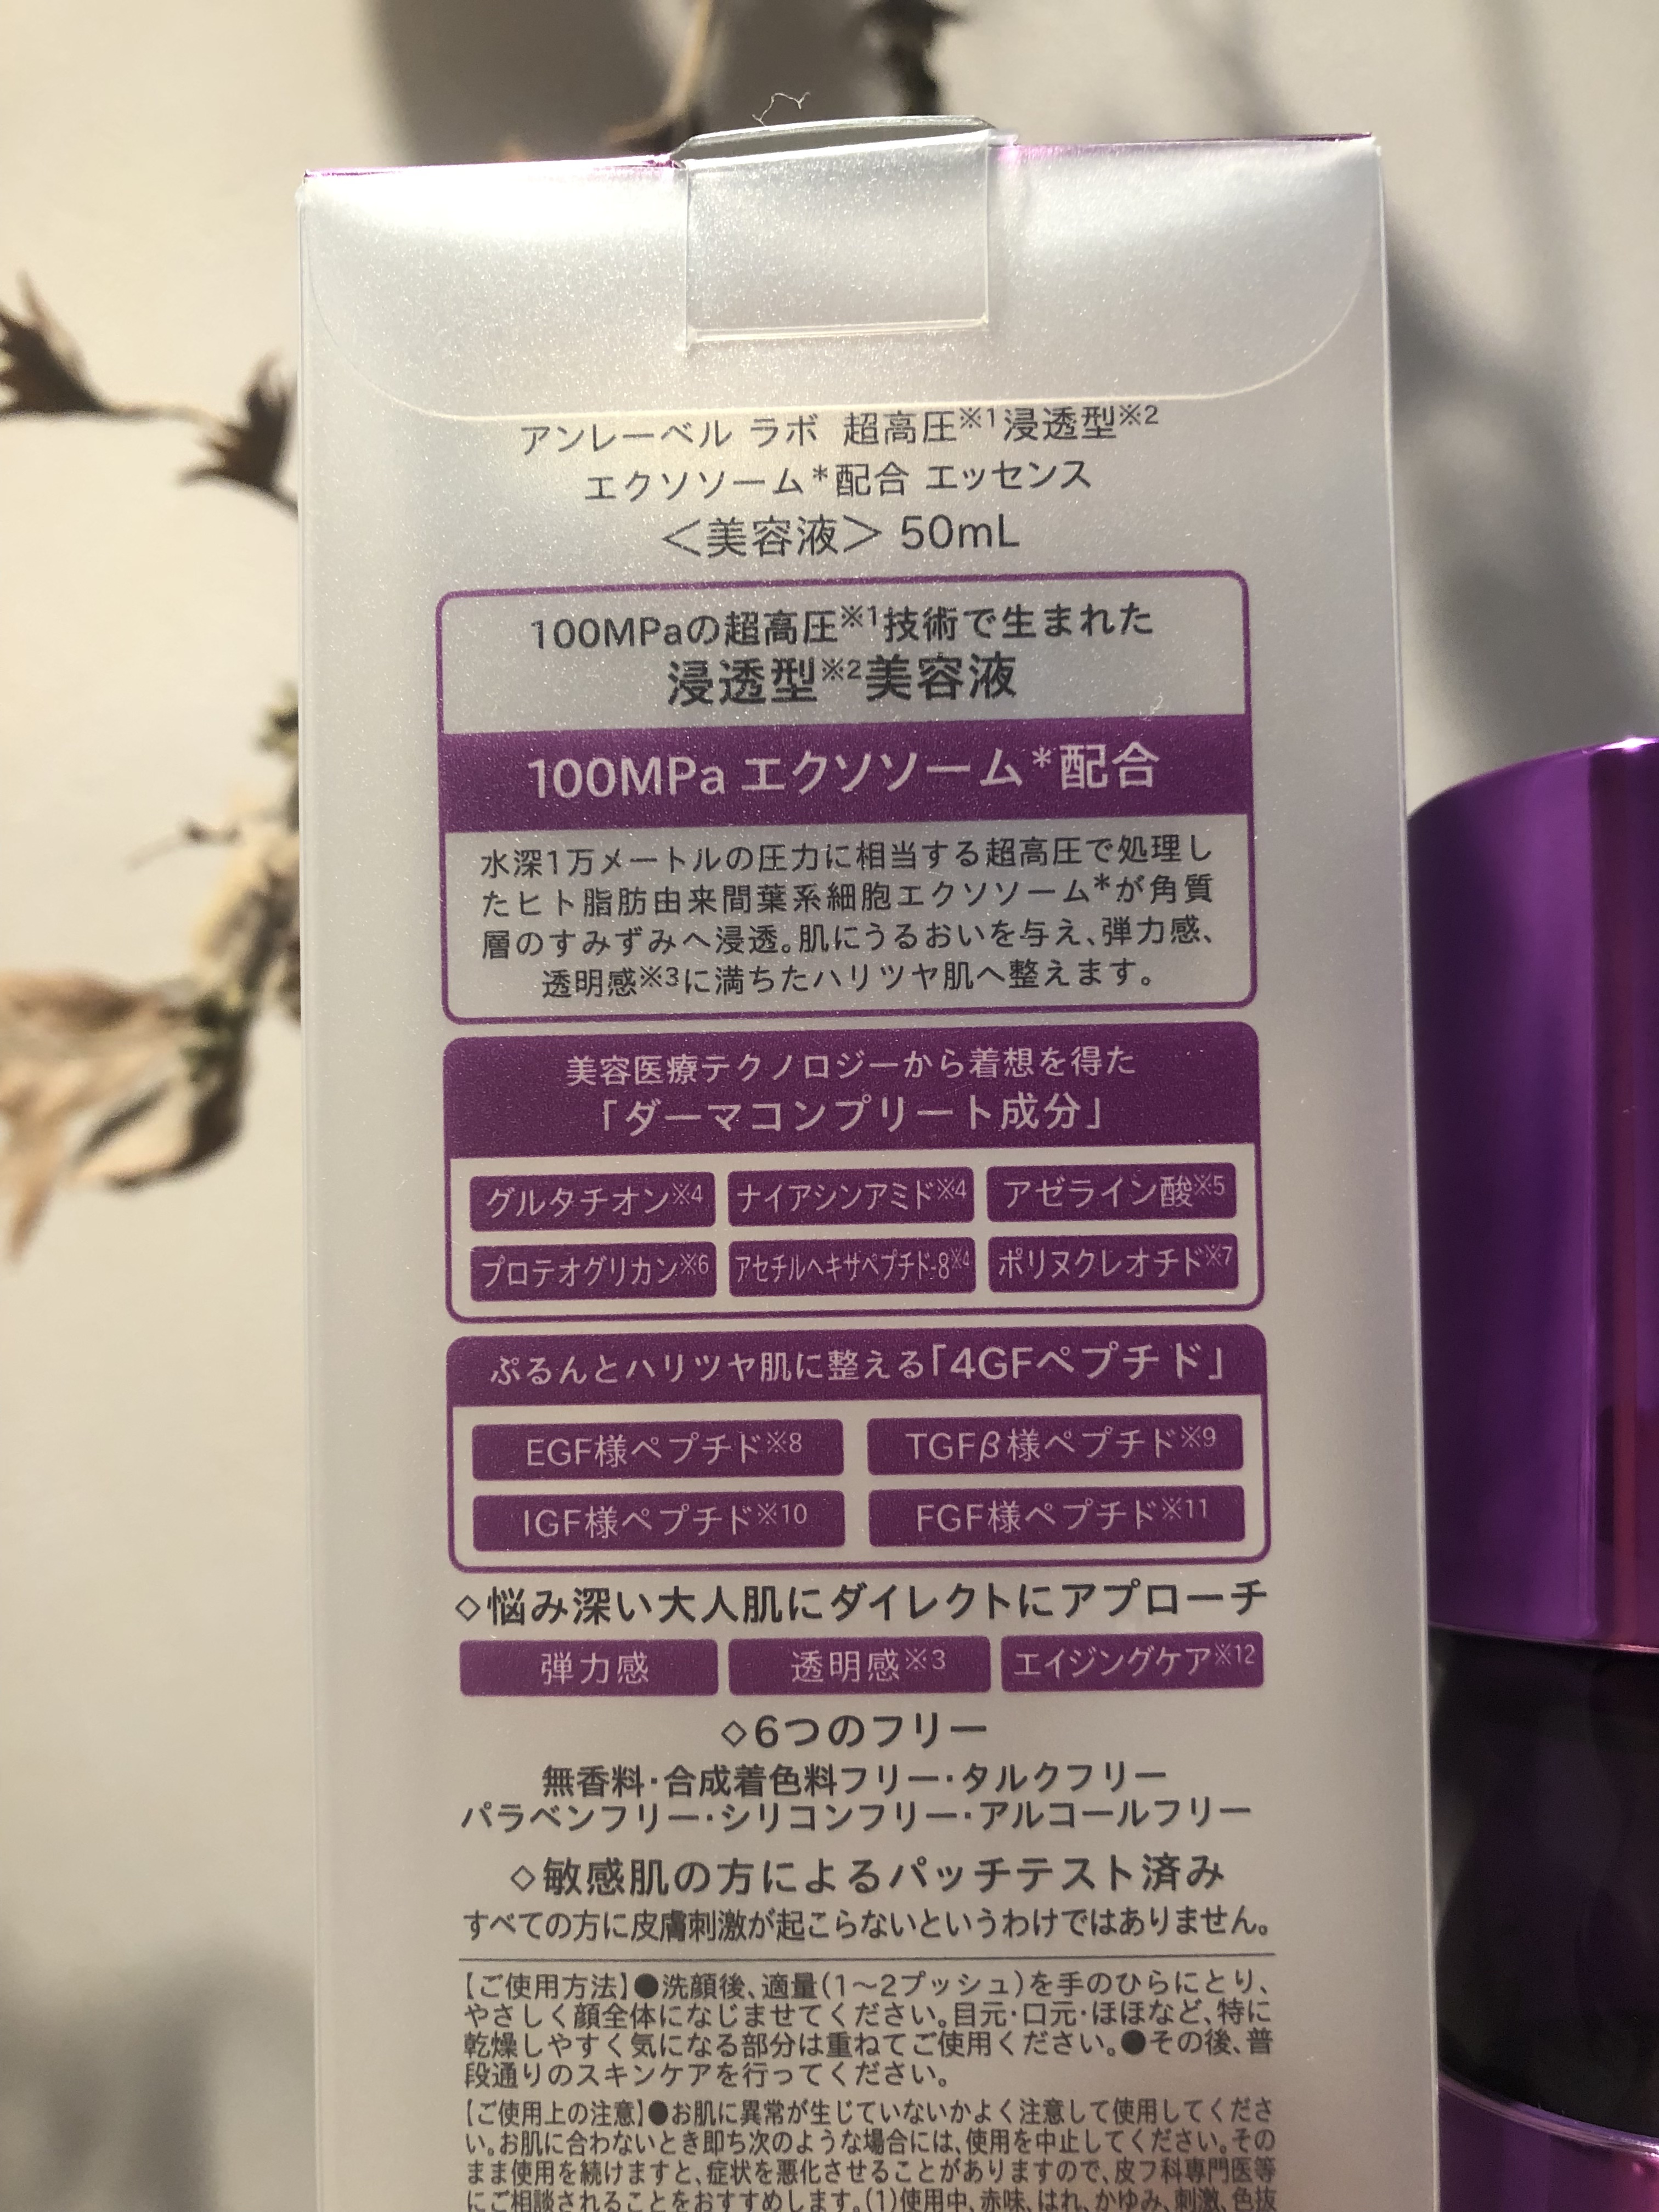 アンレーベル ラボ 超高圧※1浸透型※2
エクソソーム*配合 エッセンス
＜美容液＞ 50mL
100MPaの超高圧※1技術で生まれた
浸透型※2美容液
100MPa エクソソーム*配合
水深1万メートルの圧力に相当する超高圧で処理し
たヒト脂肪由来間葉系細胞エクソソーム*が角質
層のすみずみへ浸透。肌にうるおいを与え、弾力感、
透明感※3に満ちたハリツヤ肌へ整えます。
美容医療テクノロジーから着想を得た
「ダーマコンプリート成分」
グルタチオン※4 ナイアシンアミド※4 アゼライン酸※5
プロテオグリカン※6 アセチルヘキサペプチド-8※4 ポリヌクレオチド※7
ぷるんとハリツヤ肌に整える「4GFペプチド」
EGF様ペプチド※8 TGFβ様ペプチド※9
IGF様ペプチド※10 FGF様ペプチド※11
◇悩み深い大人肌にダイレクトにアプローチ
弾力感 透明感※3 エイジングケア※12
◇6つのフリー
無香料・合成着色料フリー・タルクフリー
パラベンフリー・シリコンフリー・アルコールフリー
◇敏感肌の方によるパッチテスト済み
すべての方に皮膚刺激が起こらないというわけではありません。
【ご使用方法】●洗顔後、適量(1〜2プッシュ)を手のひらにとり、
やさしく顔全体になじませてください。目元・口元・ほほなど、特に
乾燥しやすく気になる部分は重ねてご使用ください。●その後、普
段通りのスキンケアを行ってください。
【ご使用上の注意】●お肌に異常が生じていないかよく注意して使用してくださ
い。お肌に合わないとき即ち次のような場合には、使用を中止してください。その
まま使用を続けますと、症状を悪化させることがありますので、皮フ科専門医等
にご相談されることをおすすめします。(1)使用中、赤味、はれ、かゆみ、刺激、色抜